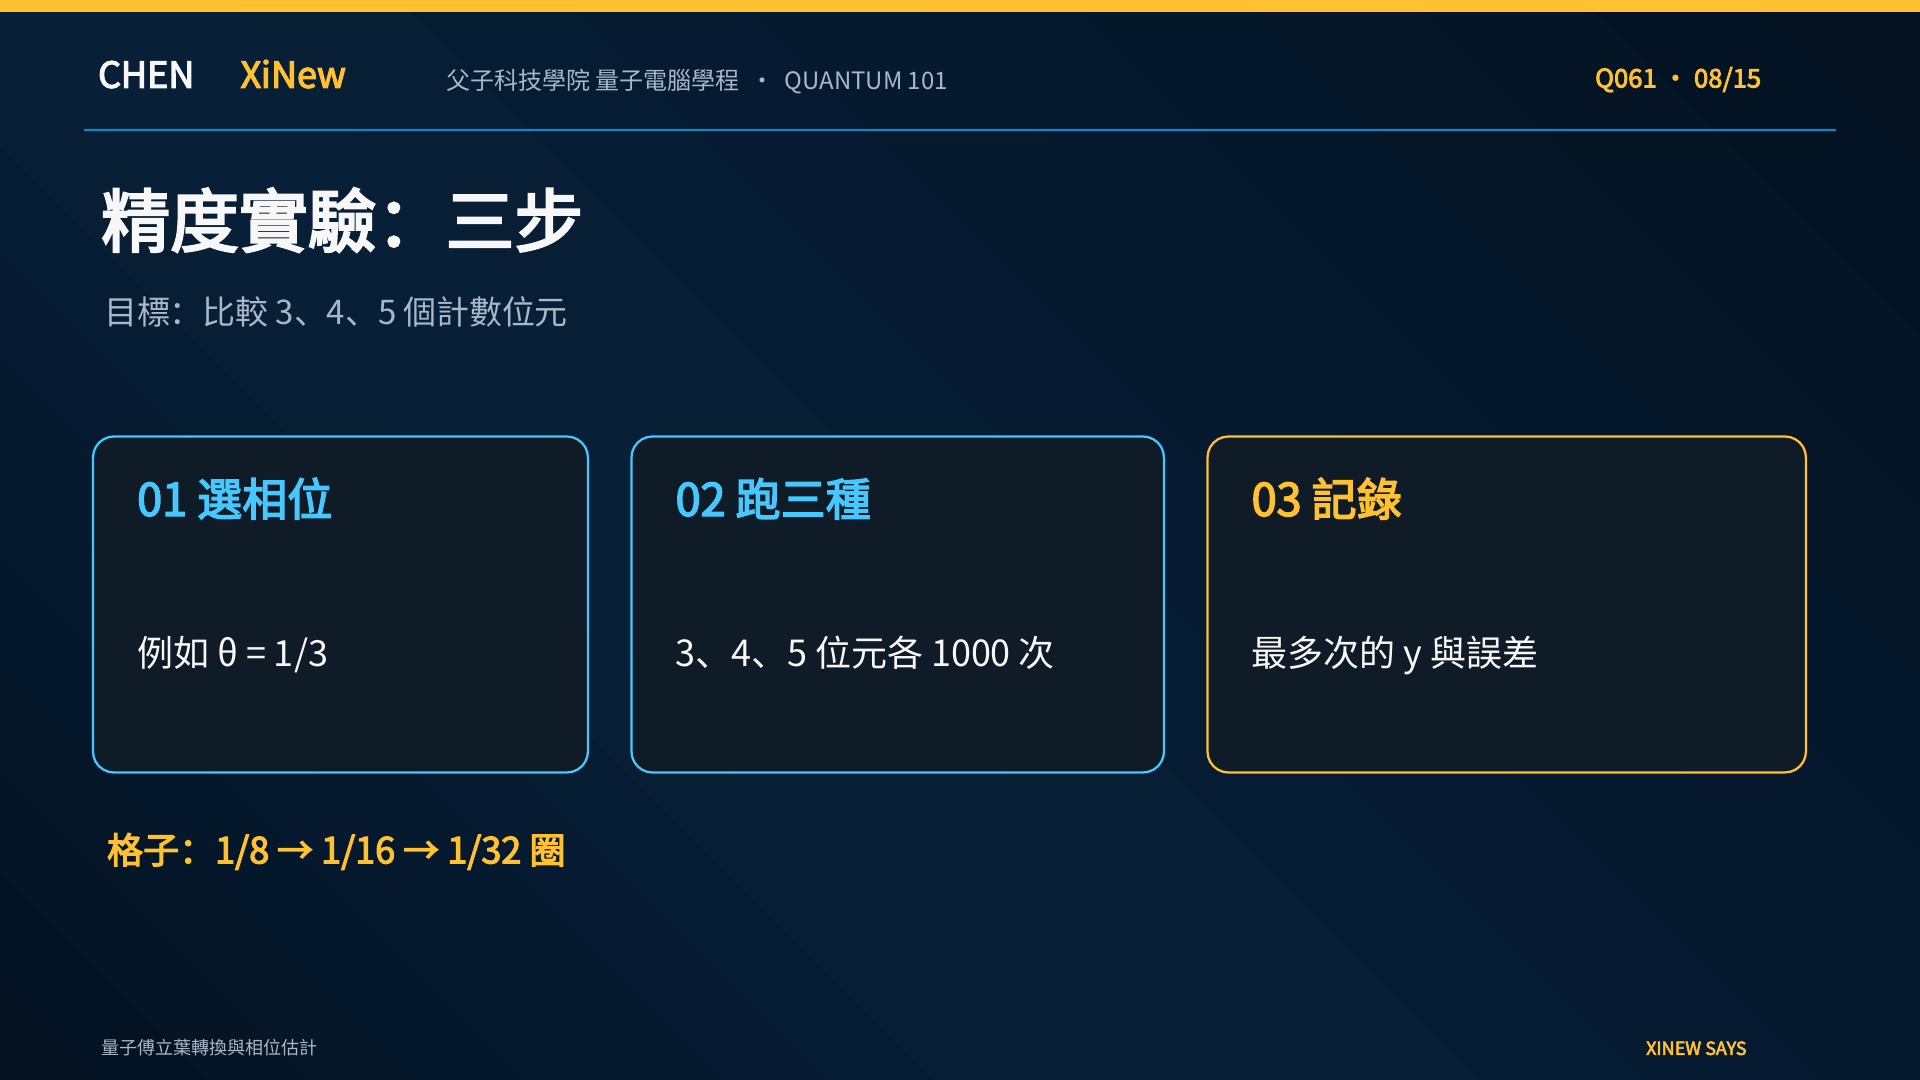 CHEN XiNew 父子科技學院 量子電腦學程 · QUANTUM 101 Q061 · 08/15
精度實驗：三步
目標：比較 3、4、5 個計數位元
01 選相位
例如 θ = 1/3
02 跑三種
3、4、5 位元各 1000 次
03 記錄
最多次的 y 與誤差
格子：1/8 → 1/16 → 1/32 圈
量子傅立葉轉換與相位估計
XINEW SAYS